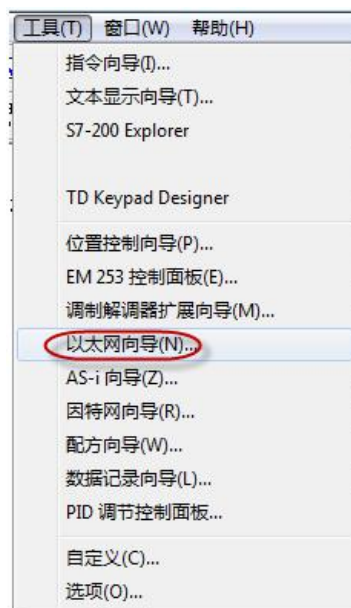 工具(T) 窗口(W) 帮助(H)
指令向导(I)...
文本显示向导(T)...
S7-200 Explorer
TD Keypad Designer
位置控制向导(P)...
EM 253 控制面板(E)...
调制解调器扩展向导(M)...
以太网向导(N)...
AS-i 向导(Z)...
因特网向导(R)...
配方向导(W)...
数据记录向导(L)...
PID 调节控制面板...
自定义(C)...
选项(O)...